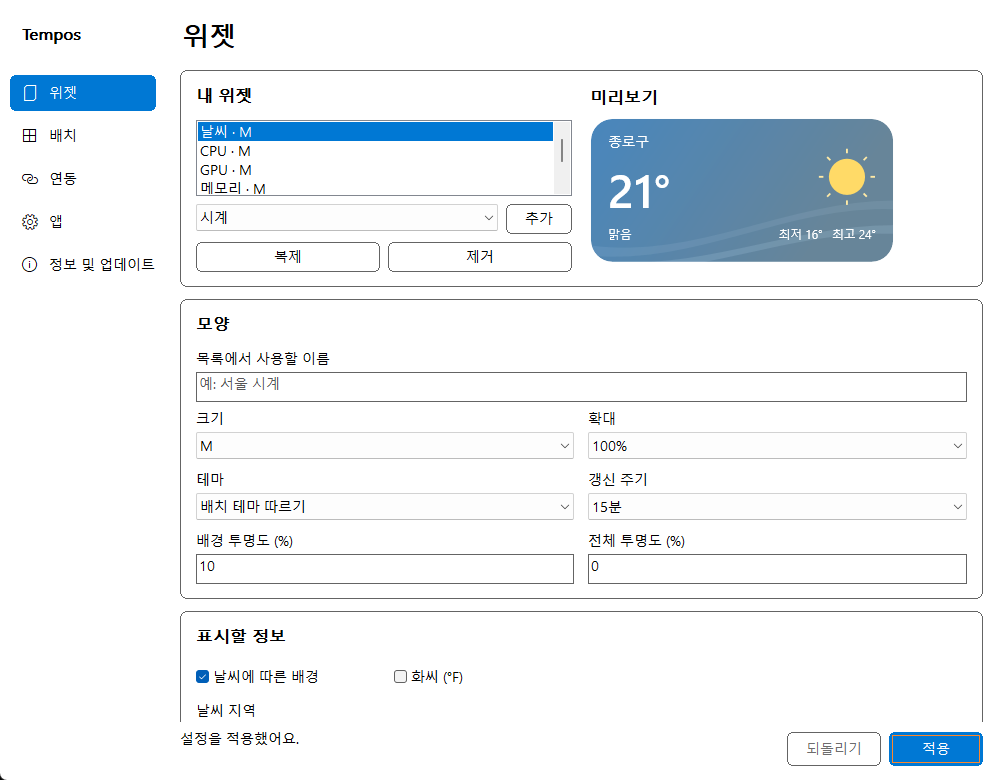 Tempos
위젯
배치
연동
앱
정보 및 업데이트
위젯
내 위젯
날씨 · M
CPU · M
GPU · M
메모리 · M
시계
추가
복제
제거
미리보기
종로구
21°
맑음
최저 16° 최고 24°
모양
목록에서 사용할 이름
예: 서울 시계
크기
확대
M
100%
테마
갱신 주기
배치 테마 따르기
15분
배경 투명도 (%)
전체 투명도 (%)
10
0
표시할 정보
날씨에 따른 배경
화씨 (°F)
날씨 지역
설정을 적용했어요.
되돌리기
적용